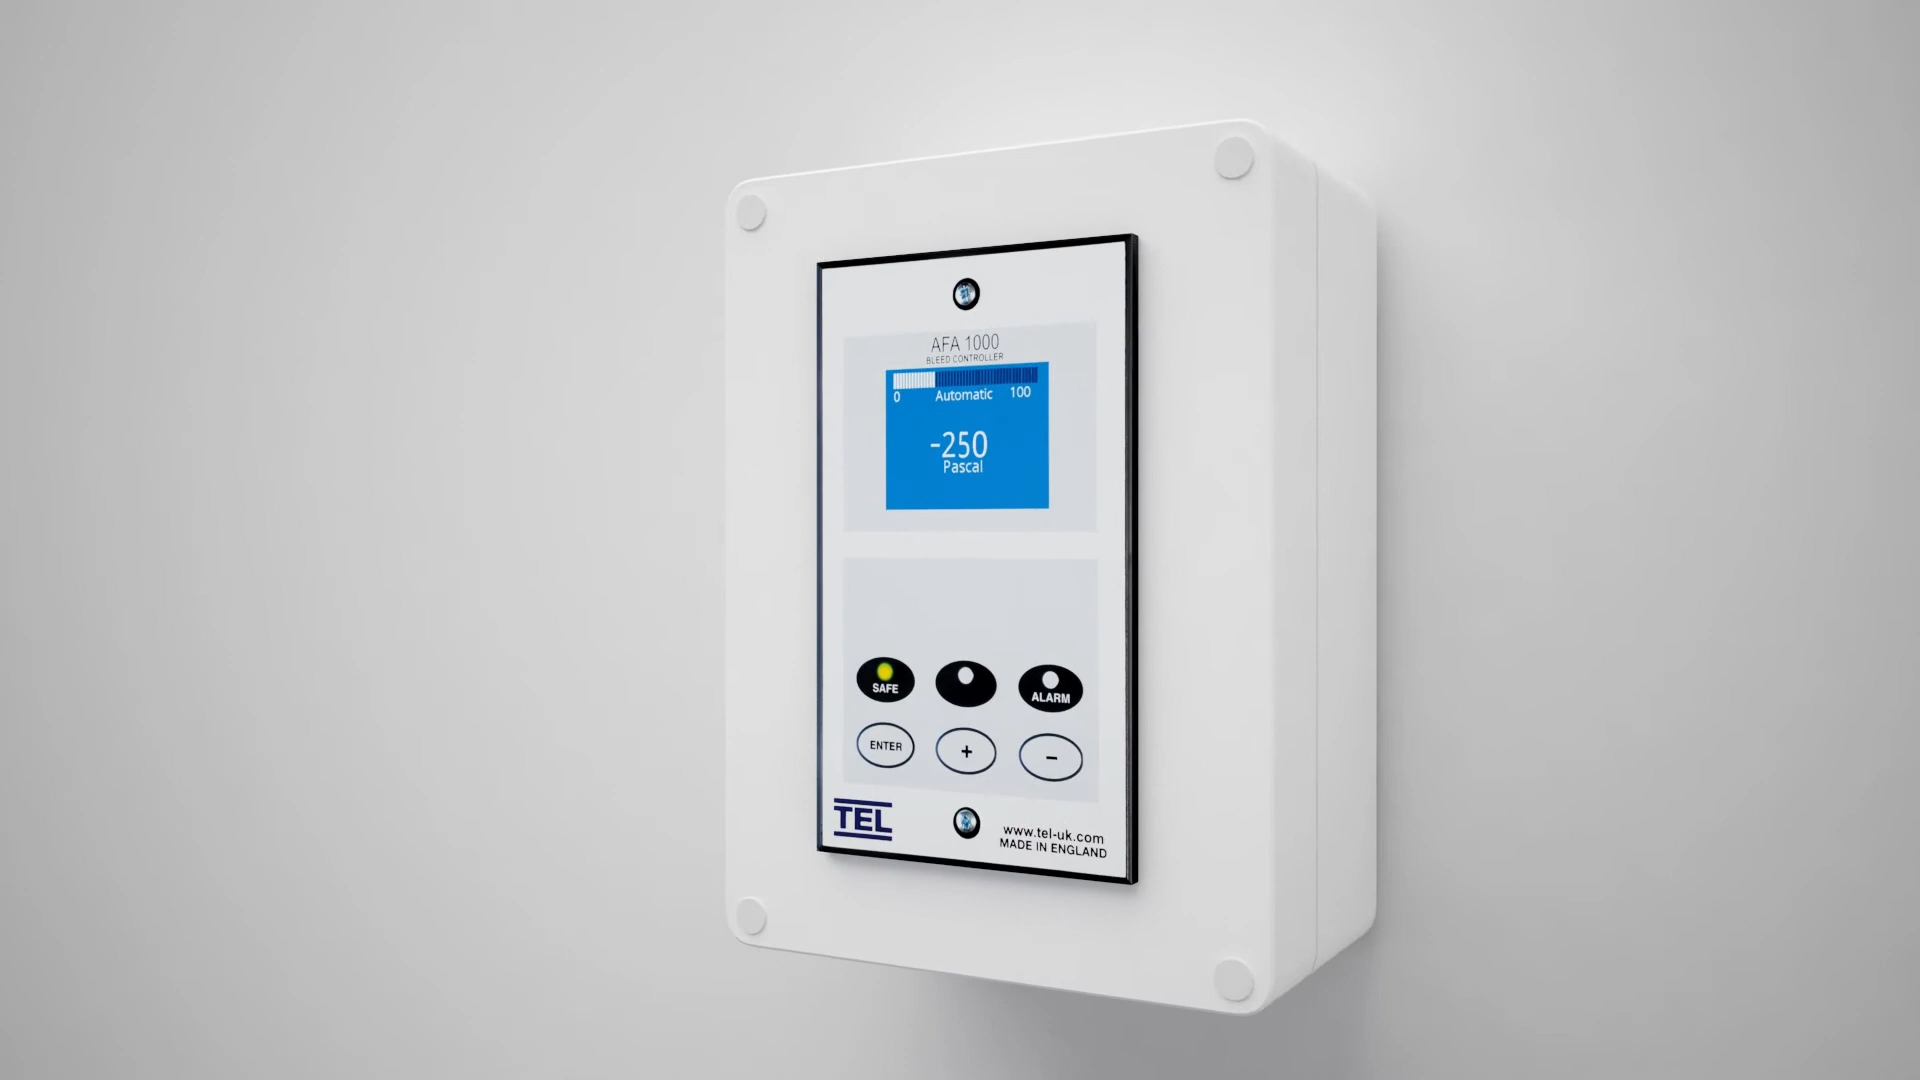 AFA 1000
BLEED CONTROLLER
0 Automatic 100
-250
Pascal
SAFE ALARM
ENTER + -
TEL
www.tel-uk.com
MADE IN ENGLAND